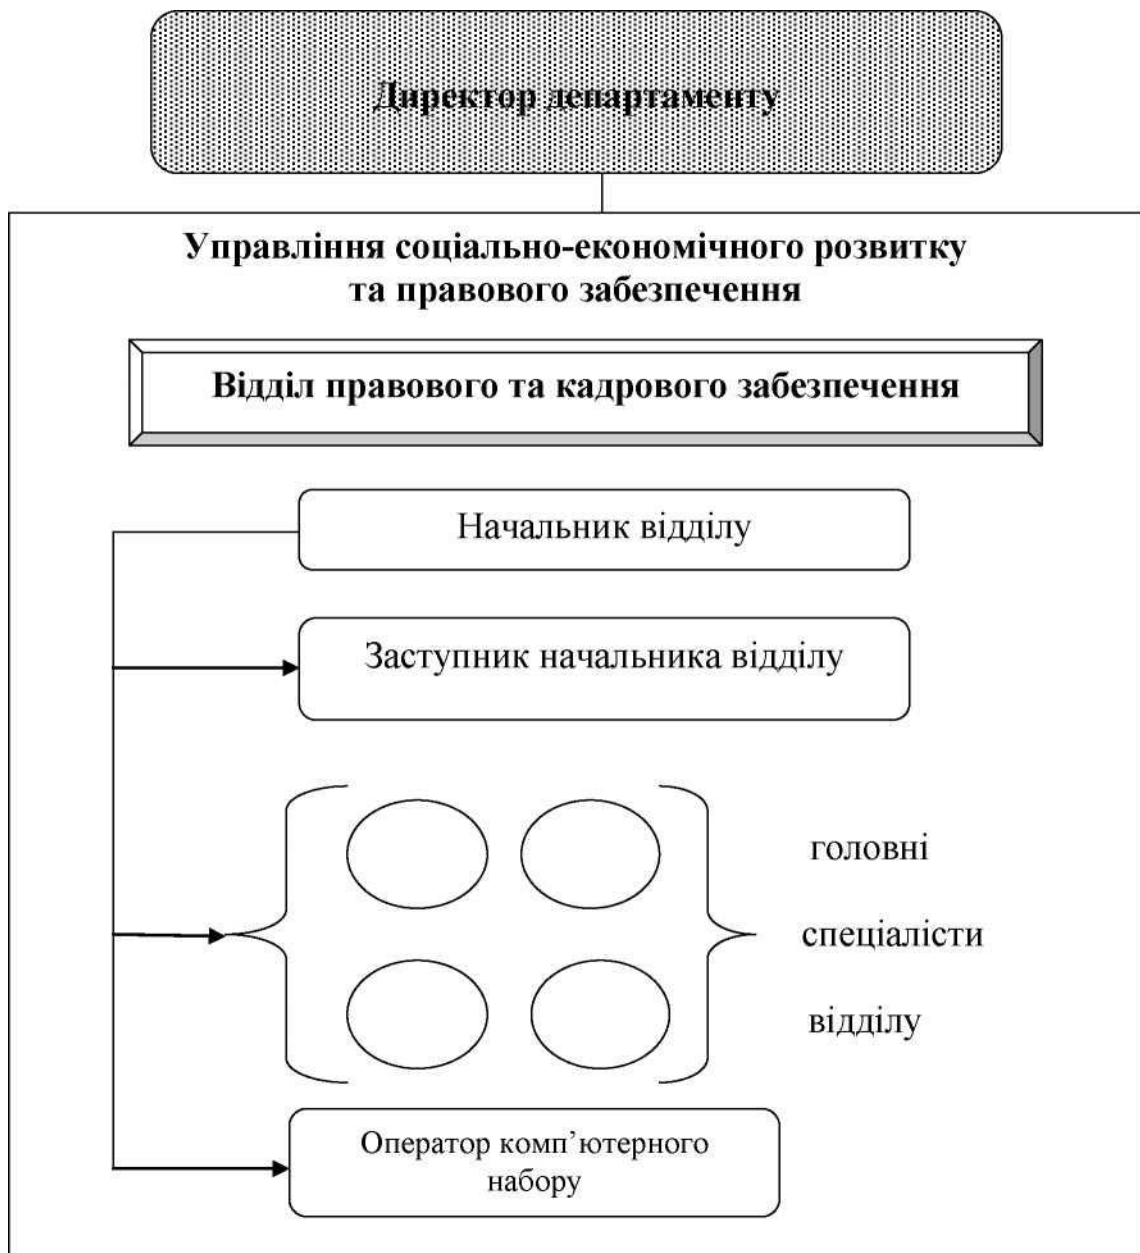 Директор департаменту
Управління соціально-економічного розвитку
та правового забезпечення
Відділ правового та кадрового забезпечення
Начальник відділу
Заступник начальника відділу
головні
спеціалісти
відділу
Оператор комп’ютерного
набору